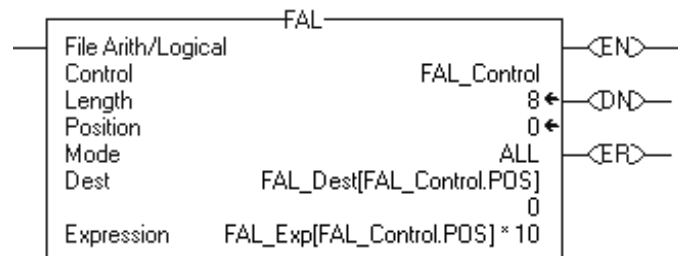 FAL
File Arith/Logical
EN
Control FAL_Control
Length 8
DN
Position 0
Mode ALL
ER
Dest FAL_Dest[FAL_Control.POS]
0
Expression FAL_Exp[FAL_Control.POS] * 10